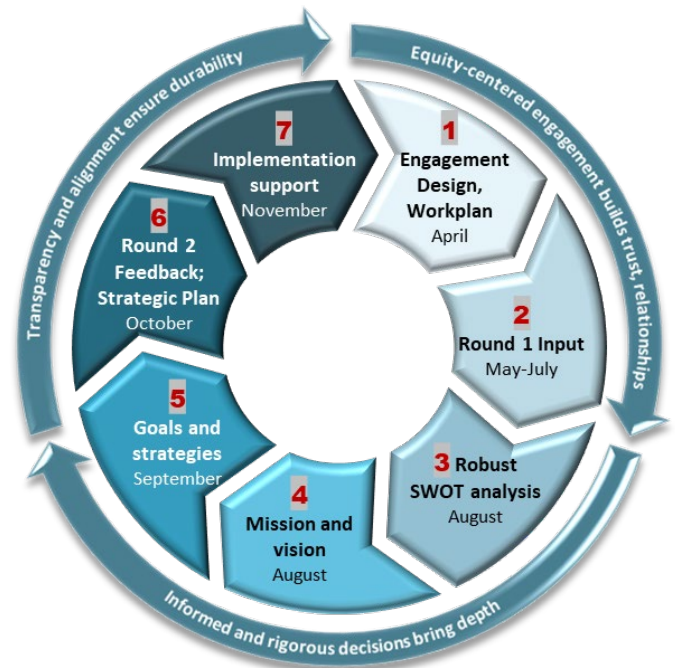 Equity-centered engagement builds trust, relationships
Informed and rigorous decisions bring depth
Transparency and alignment ensure durability
1
Engagement
Design,
Workplan
April
2
Round 1 Input
May-July
3 Robust
SWOT analysis
August
4
Mission and
vision
August
5
Goals and
strategies
September
6
Round 2
Feedback;
Strategic Plan
October
7
Implementation
support
November